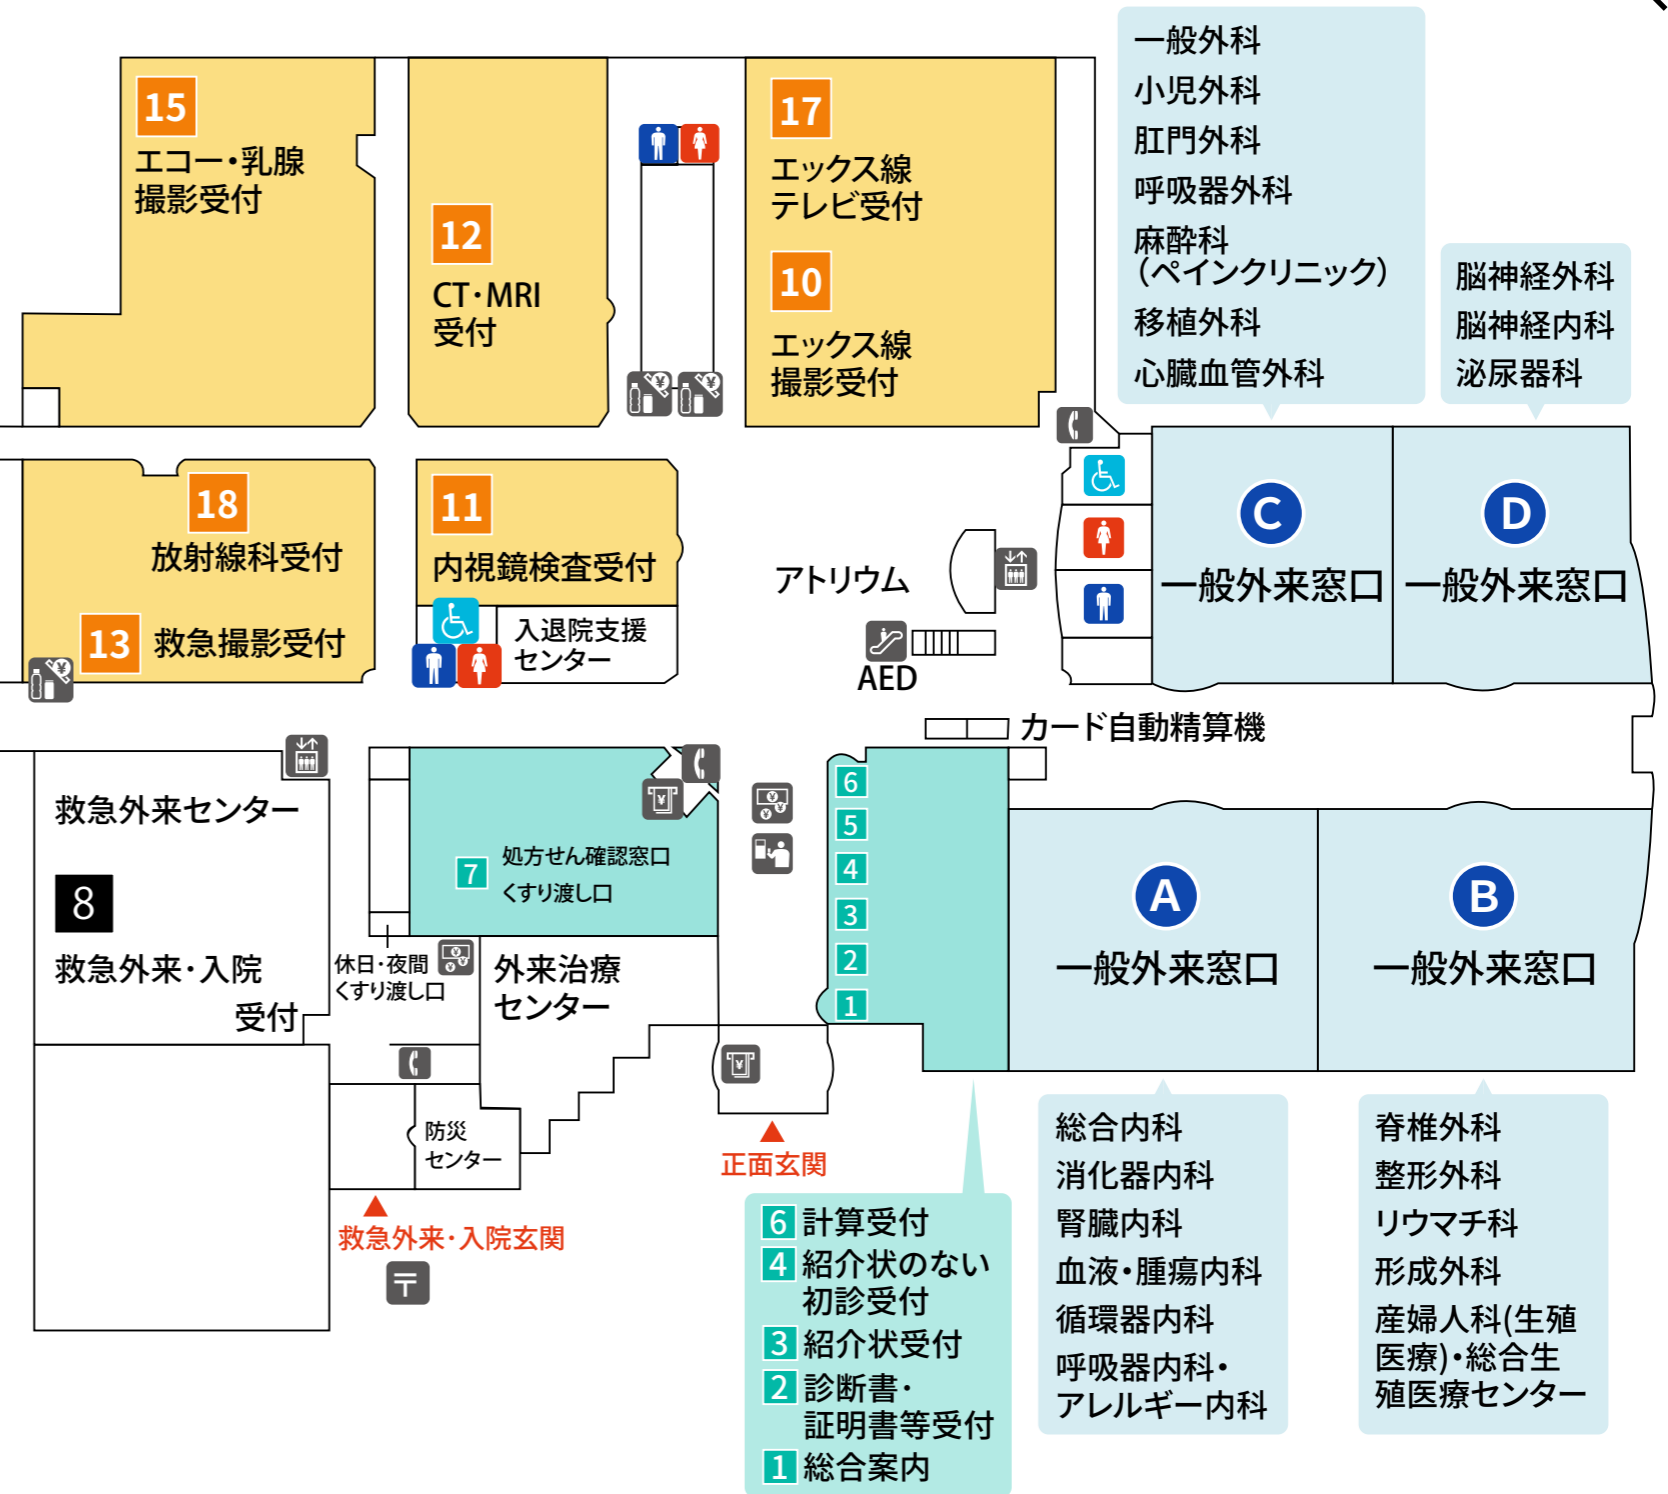 15
エコー・乳腺
撮影受付
12
CT・MRI
受付
17
エックス線
テレビ受付
10
エックス線
撮影受付
一般外科
小児外科
肛門外科
呼吸器外科
麻酔科
(ペインクリニック)
移植外科
心臓血管外科
脳神経外科
脳神経内科
泌尿器科
18
放射線科受付
13 救急撮影受付
11
内視鏡検査受付
入退院支援
センター
アトリウム
AED
C
一般外来窓口
D
一般外来窓口
カード自動精算機
救急外来センター
8
救急外来・入院
受付
7
処方せん確認窓口
くすり渡し口
休日・夜間
くすり渡し口
外来治療
センター
6
5
4
3
2
1
A
一般外来窓口
B
一般外来窓口
防災
センター
正面玄関
救急外来・入院玄関
〒
6 計算受付
4 紹介状のない
初診受付
3 紹介状受付
2 診断書・
証明書等受付
1 総合案内
総合内科
消化器内科
腎臓内科
血液・腫瘍内科
循環器内科
呼吸器内科・
アレルギー内科
脊椎外科
整形外科
リウマチ科
形成外科
産婦人科(生殖
医療)・総合生
殖医療センター